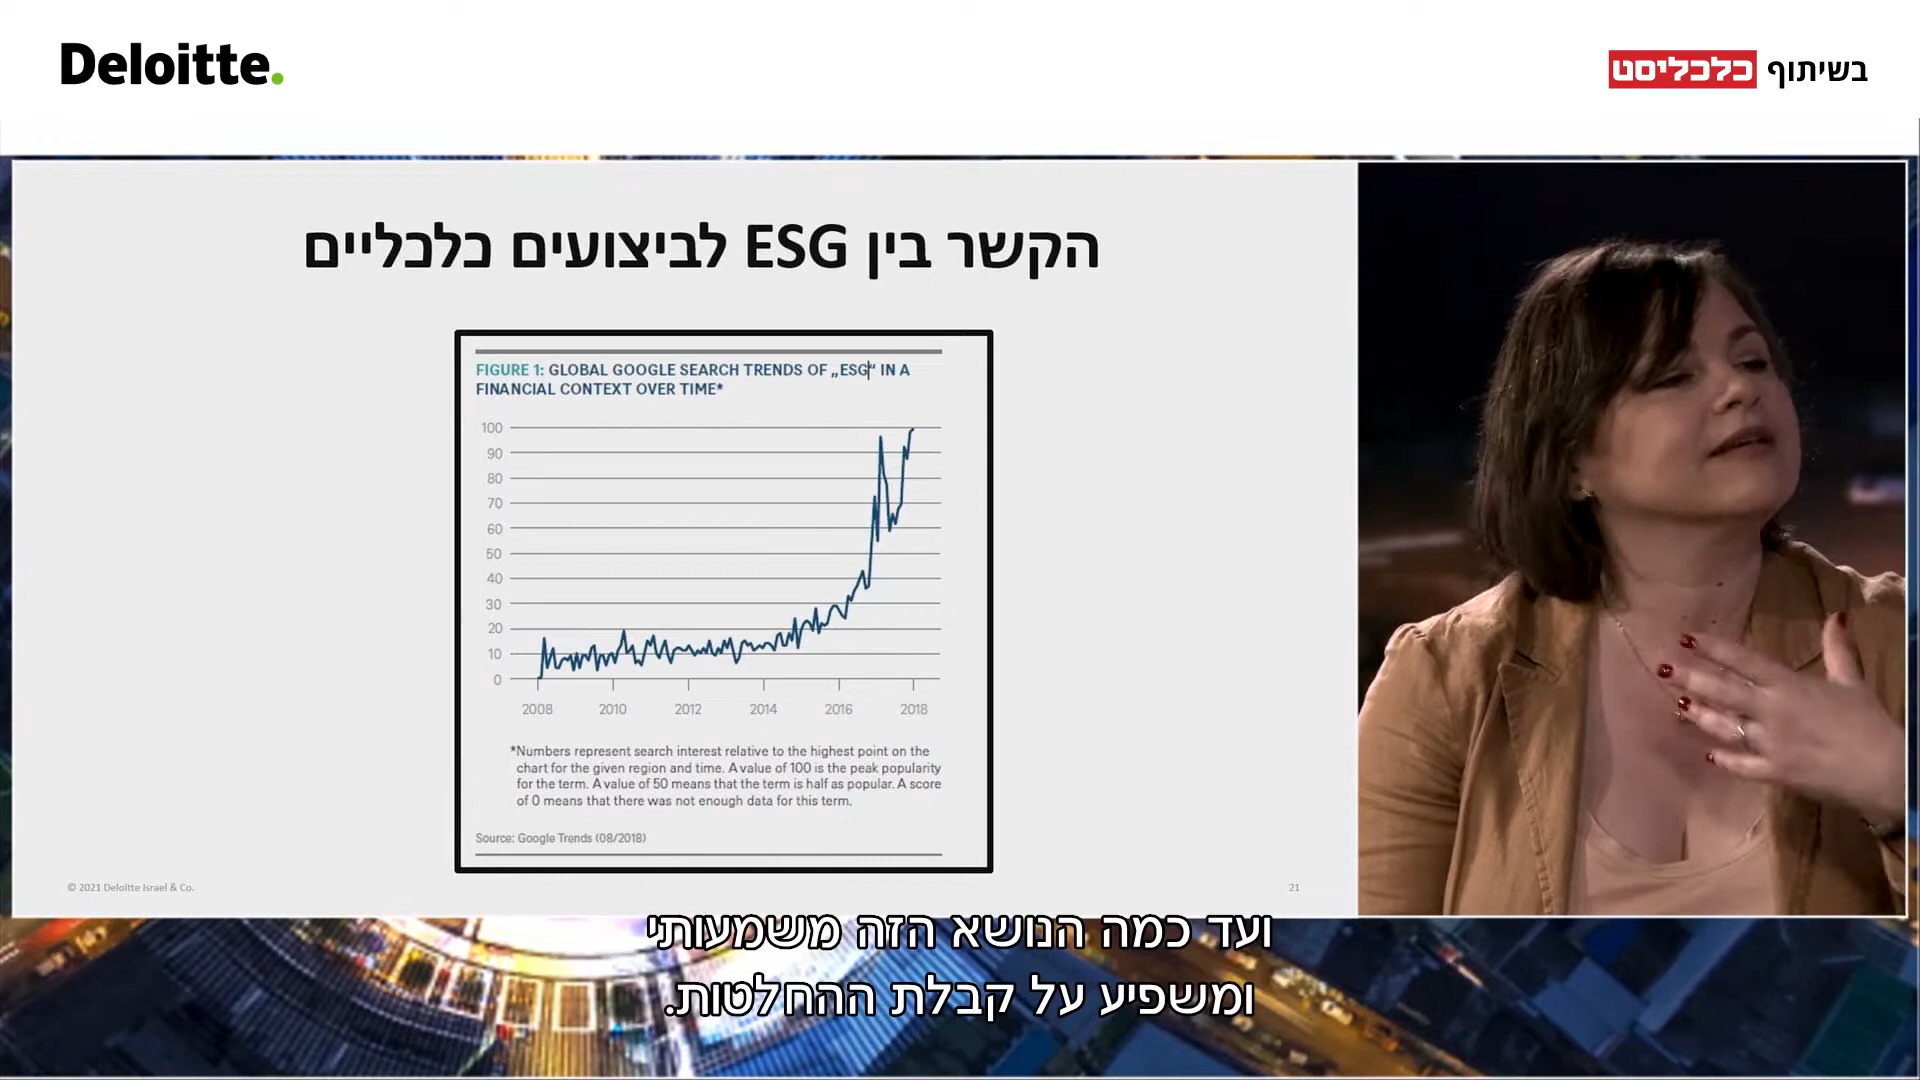 Deloitte.
בשיתוף כלכליסט
הקשר בין ESG לביצועים כלכליים
FIGURE 1: GLOBAL GOOGLE SEARCH TRENDS OF „ESG“ IN A
FINANCIAL CONTEXT OVER TIME*
100
90
80
70
60
50
40
30
20
10
0
2008 2010 2012 2014 2016 2018
*Numbers represent search interest relative to the highest point on the
chart for the given region and time. A value of 100 is the peak popularity
for the term. A value of 50 means that the term is half as popular. A score
of 0 means that there was not enough data for this term.
Source: Google Trends (08/2018)
© 2021 Deloitte Israel & Co.
21
ועד כמה הנושא הזה משמעותי
ומשפיע על קבלת ההחלטות.